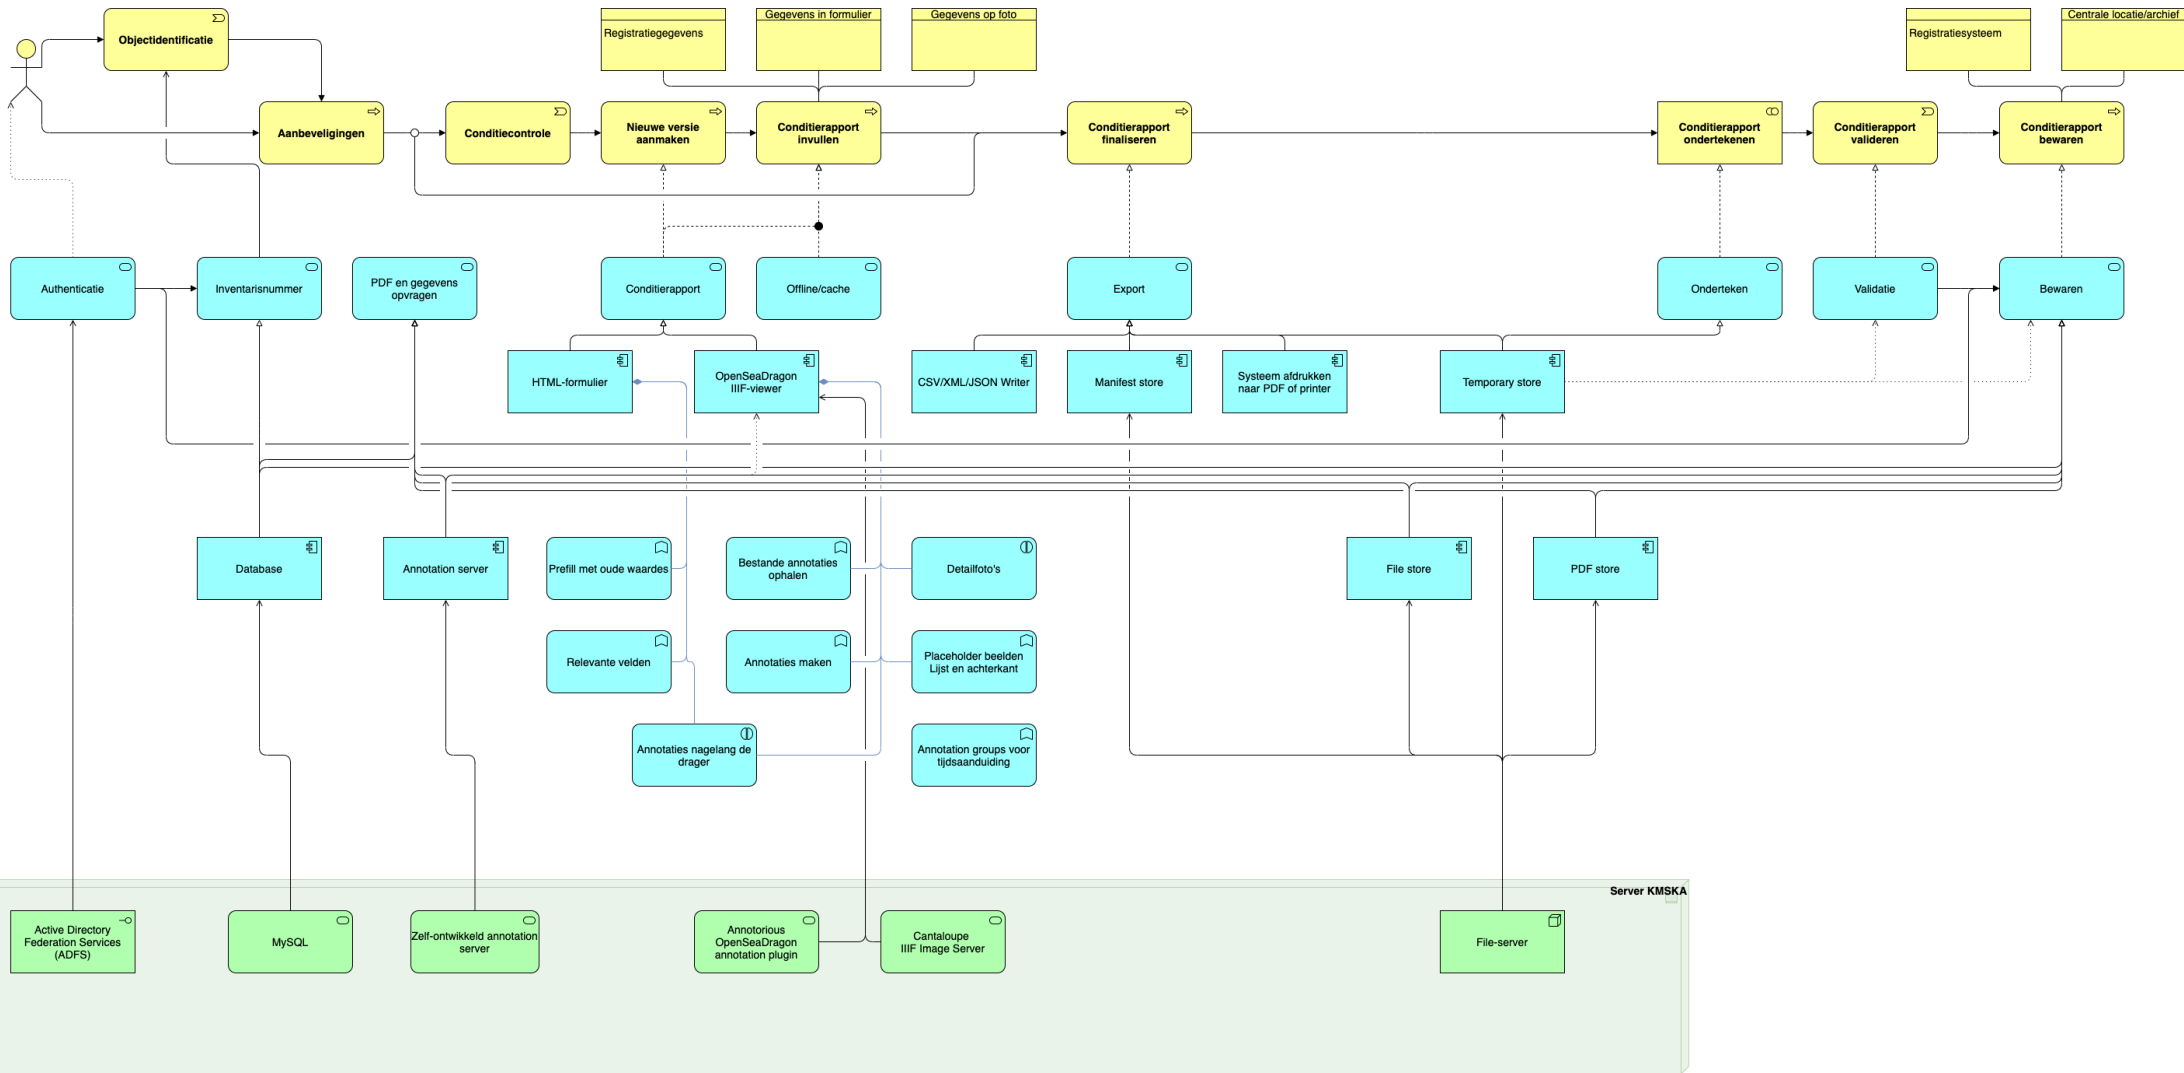 Objectidentificatie
Registratiegegevens
Gegevens in formulier
Gegevens op foto
Registratiesysteem
Centrale locatie/archief
Aanbeveligingen
Conditiecontrole
Nieuwe versie
aanmaken
Conditierapport
invullen
Conditierapport
finaliseren
Conditierapport
ondertekenen
Conditierapport
valideren
Conditierapport
bewaren
Authenticatie
Inventarisnummer
PDF en gegevens
opvragen
Conditierapport
Offline/cache
Export
Onderteken
Validatie
Bewaren
HTML-formulier
OpenSeaDragon
IIIF-viewer
CSV/XML/JSON Writer
Manifest store
Systeem afdrukken
naar PDF of printer
Temporary store
Database
Annotation server
Prefill met oude waardes
Bestande annotaties
ophalen
Detailfoto's
File store
PDF store
Relevante velden
Annotaties maken
Placeholder beelden
Lijst en achterkant
Annotaties nagelang de
drager
Annotation groups voor
tijdsaanduiding
Server KMSKA
Active Directory
Federation Services
(ADFS)
MySQL
Zelf-ontwikkeld annotation
server
Annotorious
OpenSeaDragon
annotation plugin
Cantaloupe
IIIF Image Server
File-server